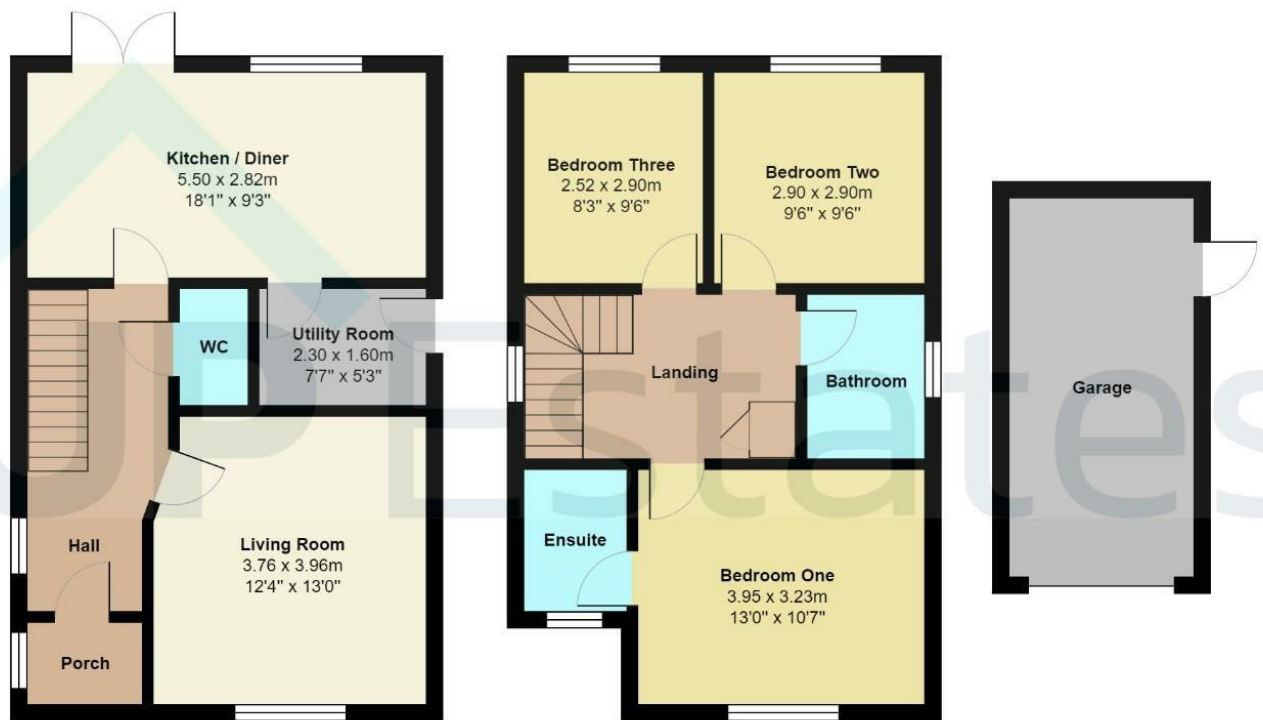 Kitchen / Diner
5.50 x 2.82m
18'1" x 9'3"
WC
Utility Room
2.30 x 1.60m
7'7" x 5'3"
Hall
Living Room
3.76 x 3.96m
12'4" x 13'0"
Porch
Bedroom Three
2.52 x 2.90m
8'3" x 9'6"
Bedroom Two
2.90 x 2.90m
9'6" x 9'6"
Landing
Bathroom
Ensuite
Bedroom One
3.95 x 3.23m
13'0" x 10'7"
Garage
UPEstates